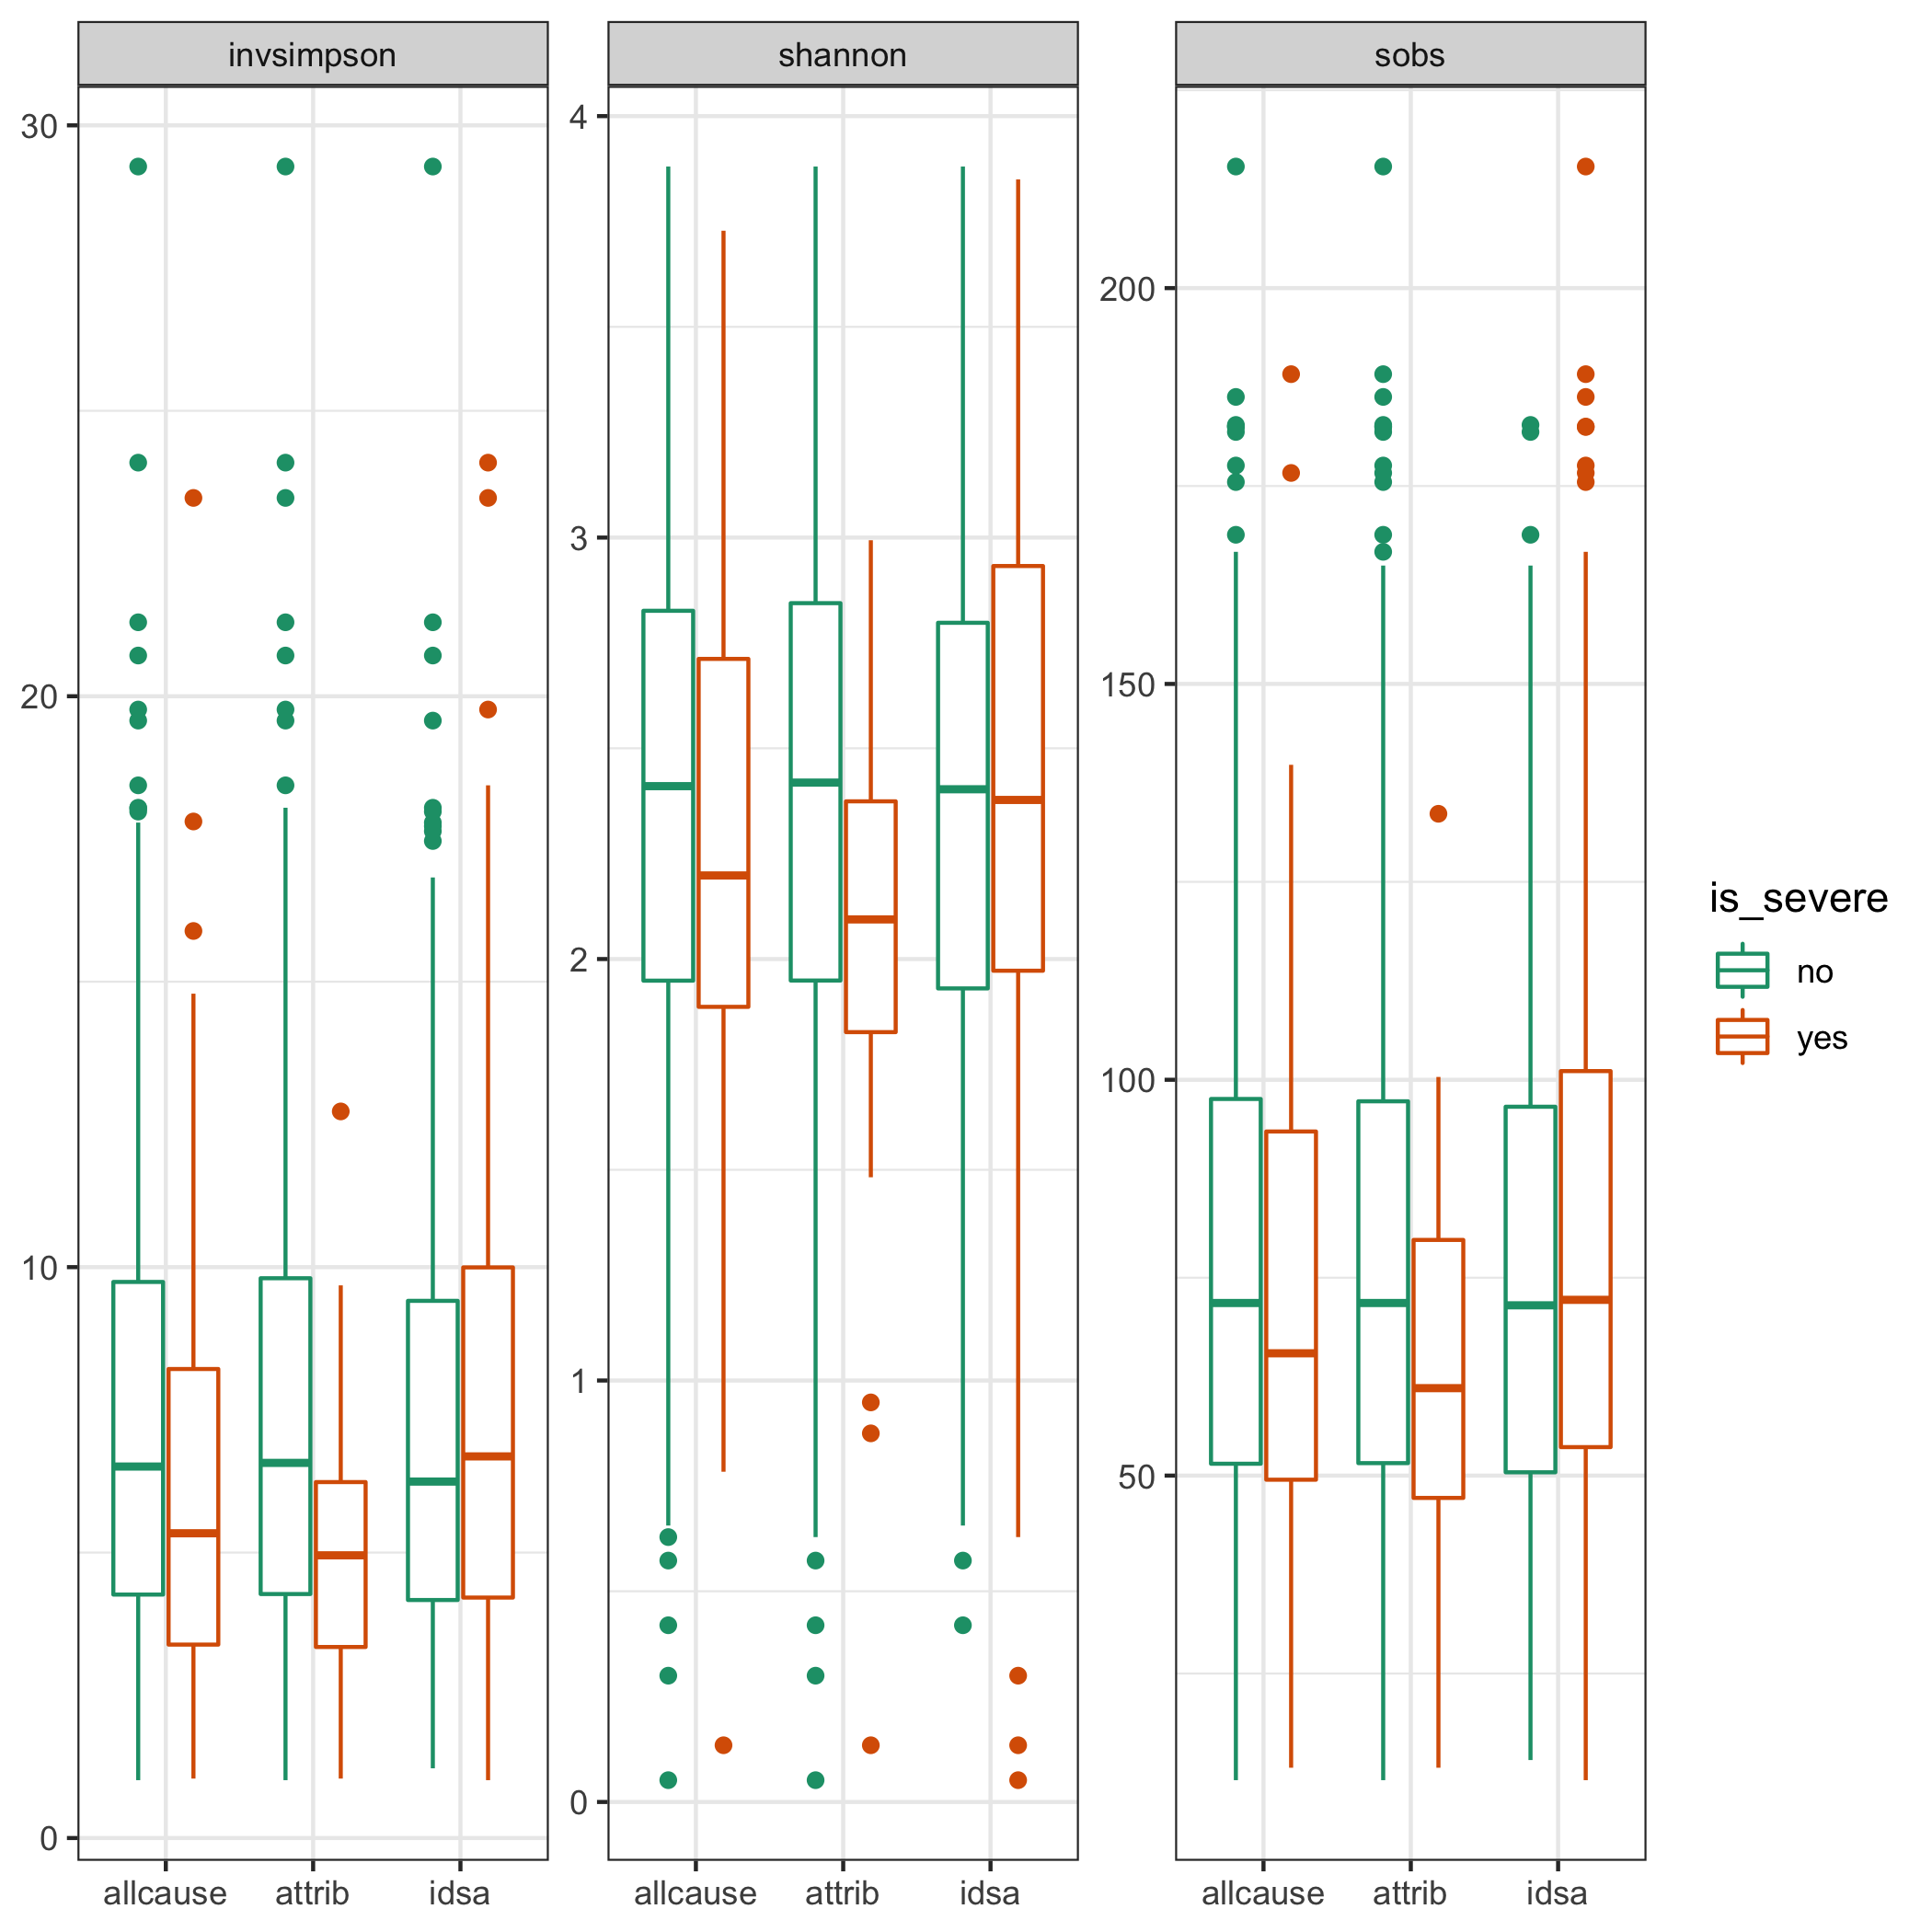 invsimpson
shannon
sobs
30
20
10
0
4
3
2
1
0
200
150
100
50
allcause
attrib
idsa
allcause
attrib
idsa
allcause
attrib
idsa
is_severe
no
yes